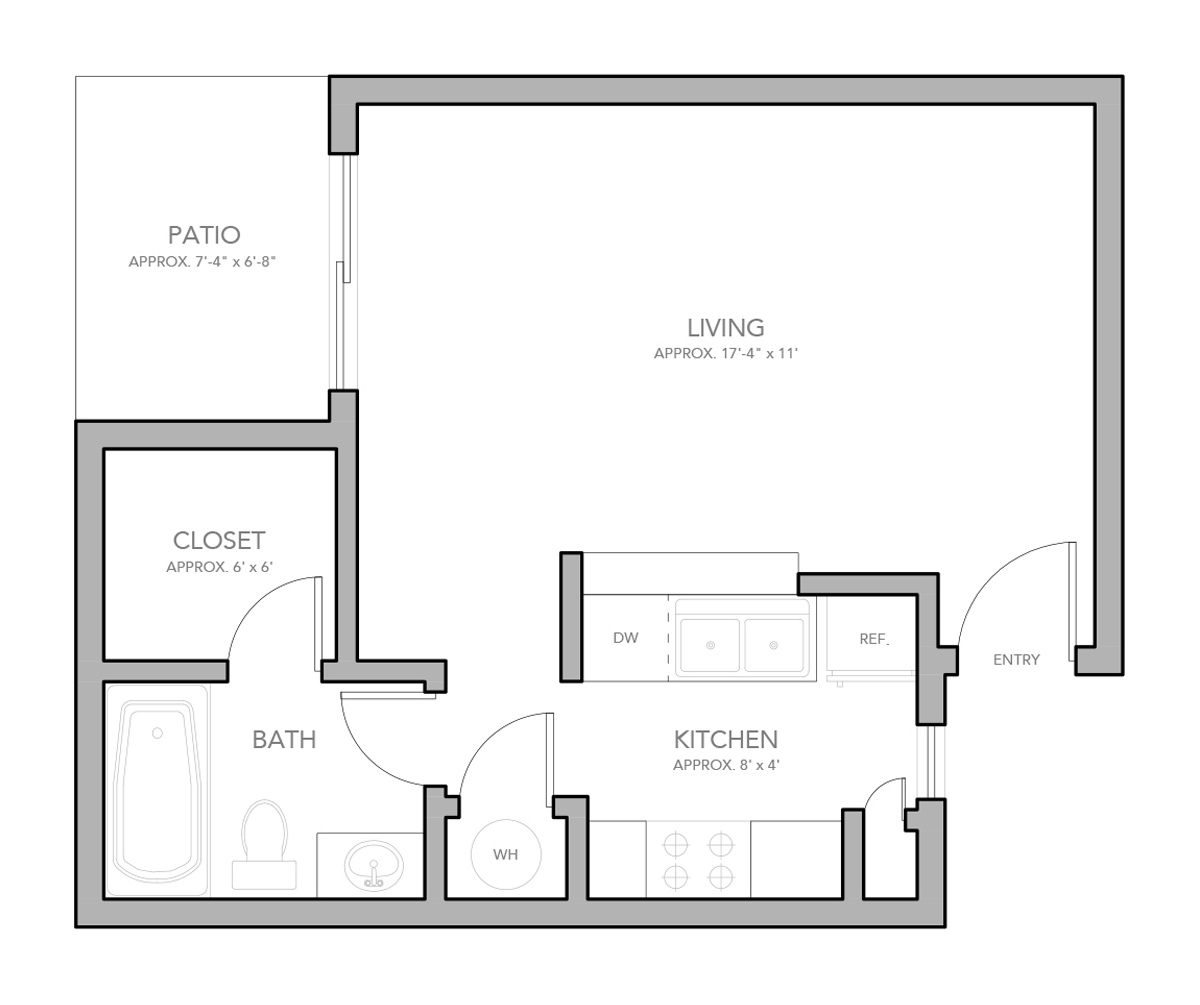 PATIO
APPROX. 7'-4" x 6'-8"
LIVING
APPROX. 17'-4" x 11'
CLOSET
APPROX. 6' x 6'
DW
REF.
ENTRY
BATH
KITCHEN
APPROX. 8' x 4'
WH